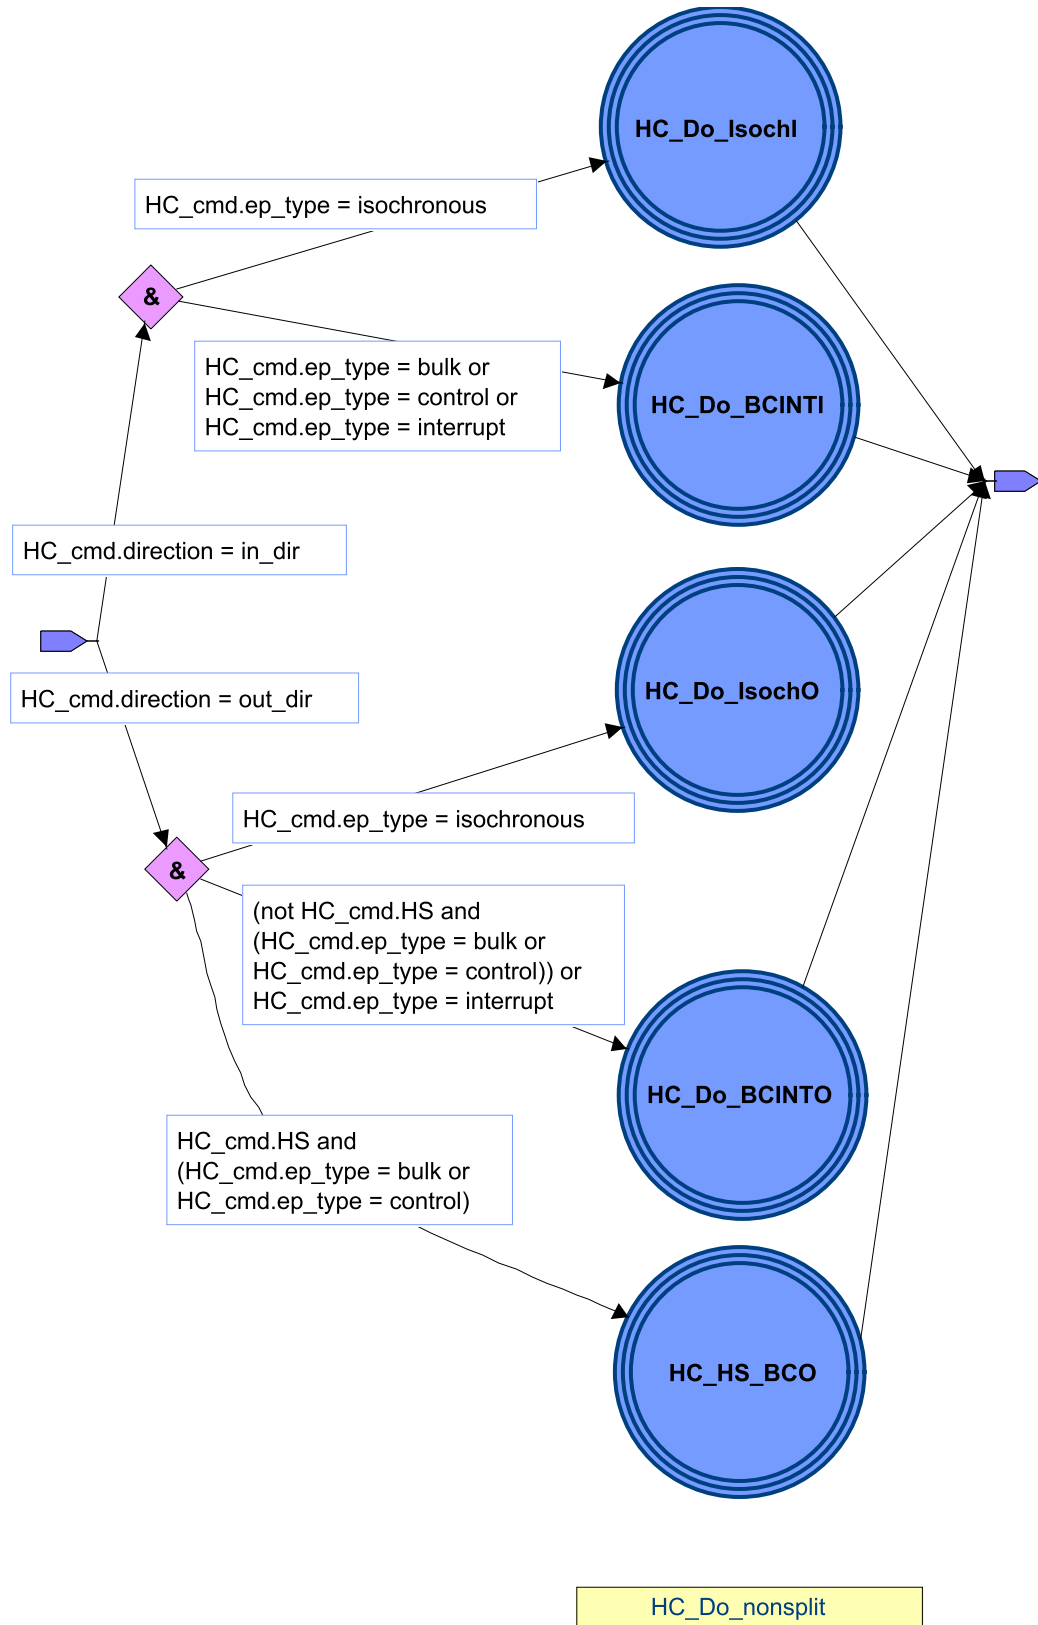 HC_Do_IsochI
HC_cmd.ep_type = isochronous
&
HC_cmd.ep_type = bulk or
HC_cmd.ep_type = control or
HC_cmd.ep_type = interrupt
HC_Do_BCINTI
HC_cmd.direction = in_dir
HC_cmd.direction = out_dir
HC_Do_IsochO
HC_cmd.ep_type = isochronous
&
(not HC_cmd.HS and
(HC_cmd.ep_type = bulk or
HC_cmd.ep_type = control)) or
HC_cmd.ep_type = interrupt
HC_Do_BCINTO
HC_cmd.HS and
(HC_cmd.ep_type = bulk or
HC_cmd.ep_type = control)
HC_HS_BCO
HC_Do_nonsplit